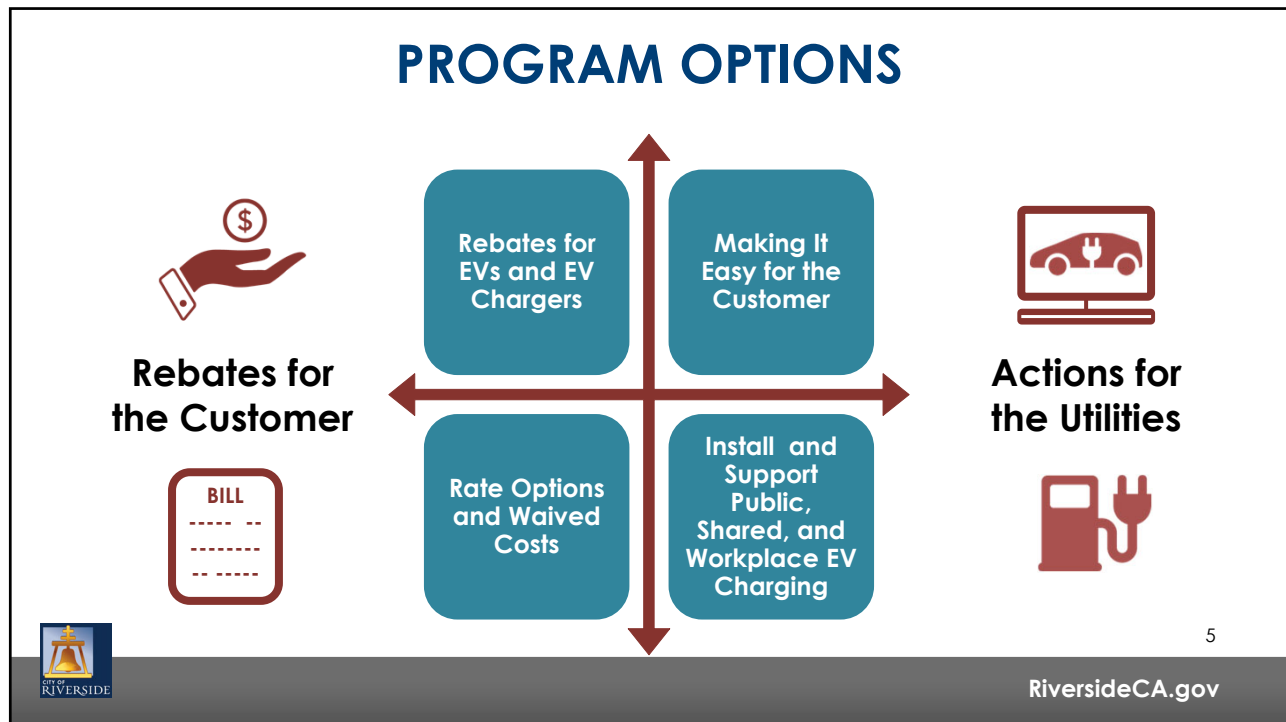 PROGRAM OPTIONS
$
Rebates for
the Customer
BILL
Rebates for
EVs and EV
Chargers
Making It
Easy for the
Customer
Rate Options
and Waived
Costs
Install and
Support
Public,
Shared, and
Workplace EV
Charging
Actions for
the Utilities
5
CITY OF
RIVERSIDE
RiversideCA.gov